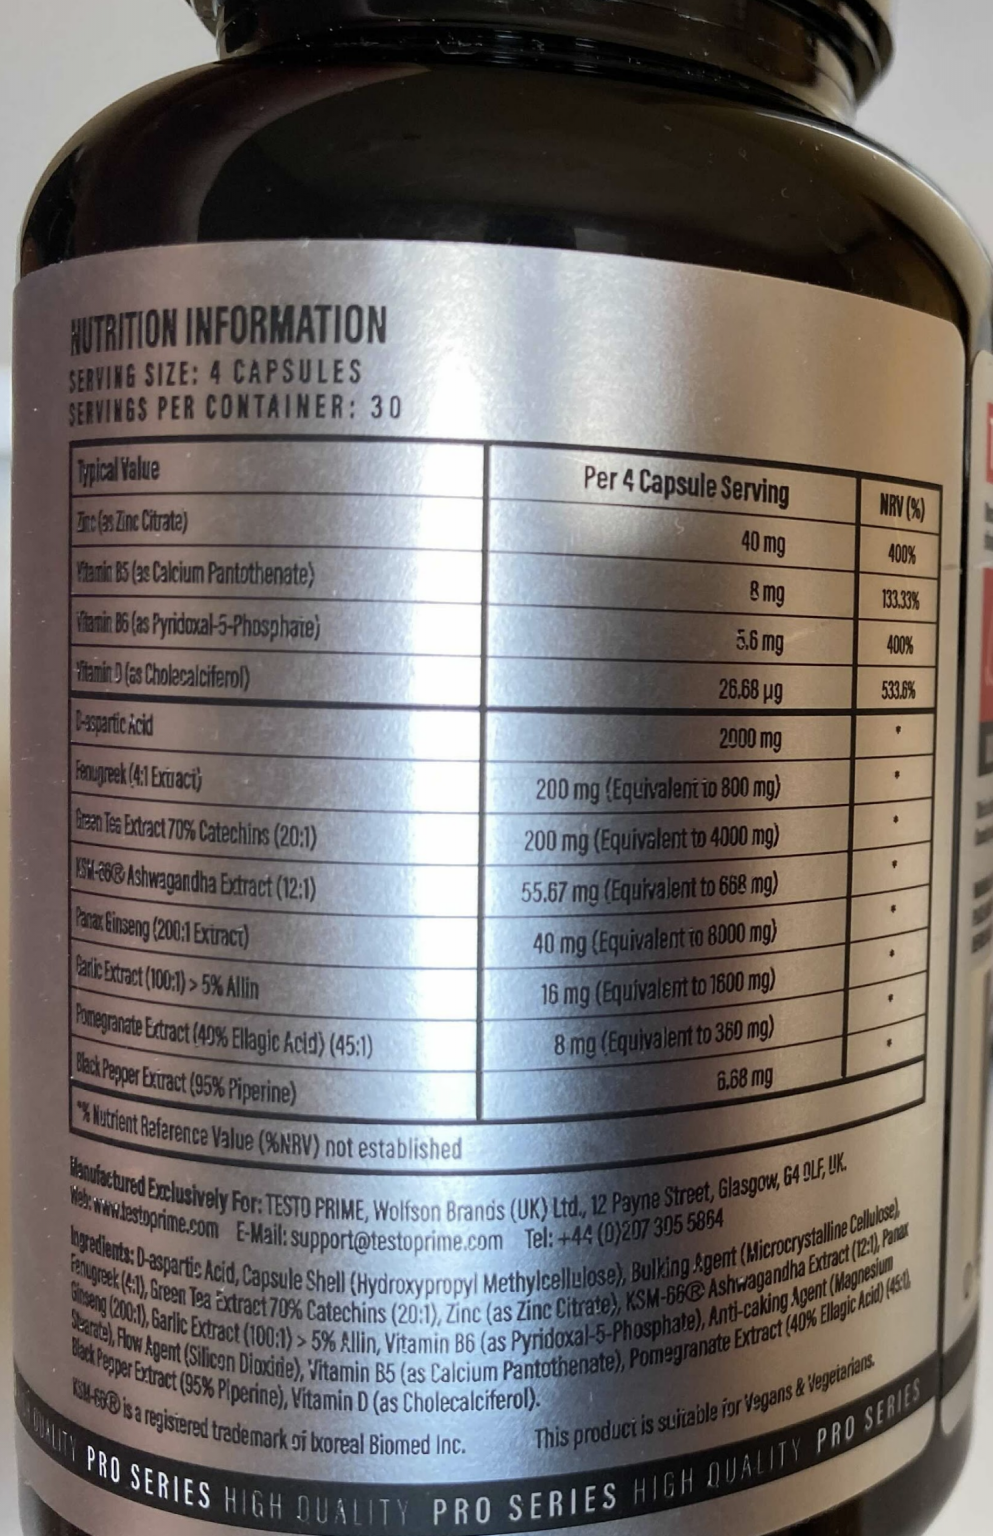 NUTRITION INFORMATION
SERVING SIZE: 4 CAPSULES
SERVINGS PER CONTAINER: 30
Typical Value Per 4 Capsule Serving NRV (%)
Zinc (as Zinc Citrate) 40 mg 400%
Vitamin B5 (as Calcium Pantothenate) 8 mg 133.33%
Vitamin B6 (as Pyridoxal-5-Phosphate) 5.6 mg 400%
Vitamin D (as Cholecalciferol) 26.68 µg 533.6%
D-aspartic Acid 2000 mg *
Fenugreek (4:1 Extract) 200 mg (Equivalent to 800 mg) *
Green Tea Extract 70% Catechins (20:1) 200 mg (Equivalent to 4000 mg) *
KSM-66® Ashwagandha Extract (12:1) 55.67 mg (Equivalent to 668 mg) *
Panax Ginseng (200:1 Extract) 40 mg (Equivalent to 8000 mg) *
Garlic Extract (100:1) > 5% Allin 16 mg (Equivalent to 1600 mg) *
Pomegranate Extract (40% Ellagic Acid) (45:1) 8 mg (Equivalent to 360 mg) *
Black Pepper Extract (95% Piperine) 6.68 mg *
*% Nutrient Reference Value (%NRV) not established
Manufactured Exclusively For: TESTO PRIME, Wolfson Brands (UK) Ltd., 12 Payne Street, Glasgow, G4 0LF, UK.
Web: www.testoprime.com E-Mail: support@testoprime.com Tel: +44 (0)207 305 5864
Ingredients: D-aspartic Acid, Capsule Shell (Hydroxypropyl Methylcellulose), Bulking Agent (Microcrystalline Cellulose),
Fenugreek (4:1), Green Tea Extract 70% Catechins (20:1), Zinc (as Zinc Citrate), KSM-66® Ashwagandha Extract (12:1), Panax
Ginseng (200:1), Garlic Extract (100:1) > 5% Allin, Vitamin B6 (as Pyridoxal-5-Phosphate), Anti-caking Agent (Magnesium
Stearate), Flow Agent (Silicon Dioxide), Vitamin B5 (as Calcium Pantothenate), Pomegranate Extract (40% Ellagic Acid) (45:1),
Black Pepper Extract (95% Piperine), Vitamin D (as Cholecalciferol).
KSM-66® is a registered trademark of Ixoreal Biomed Inc. This product is suitable for Vegans & Vegetarians.
QUALITY PRO SERIES HIGH QUALITY PRO SERIES HIGH QUALITY PRO SERIES